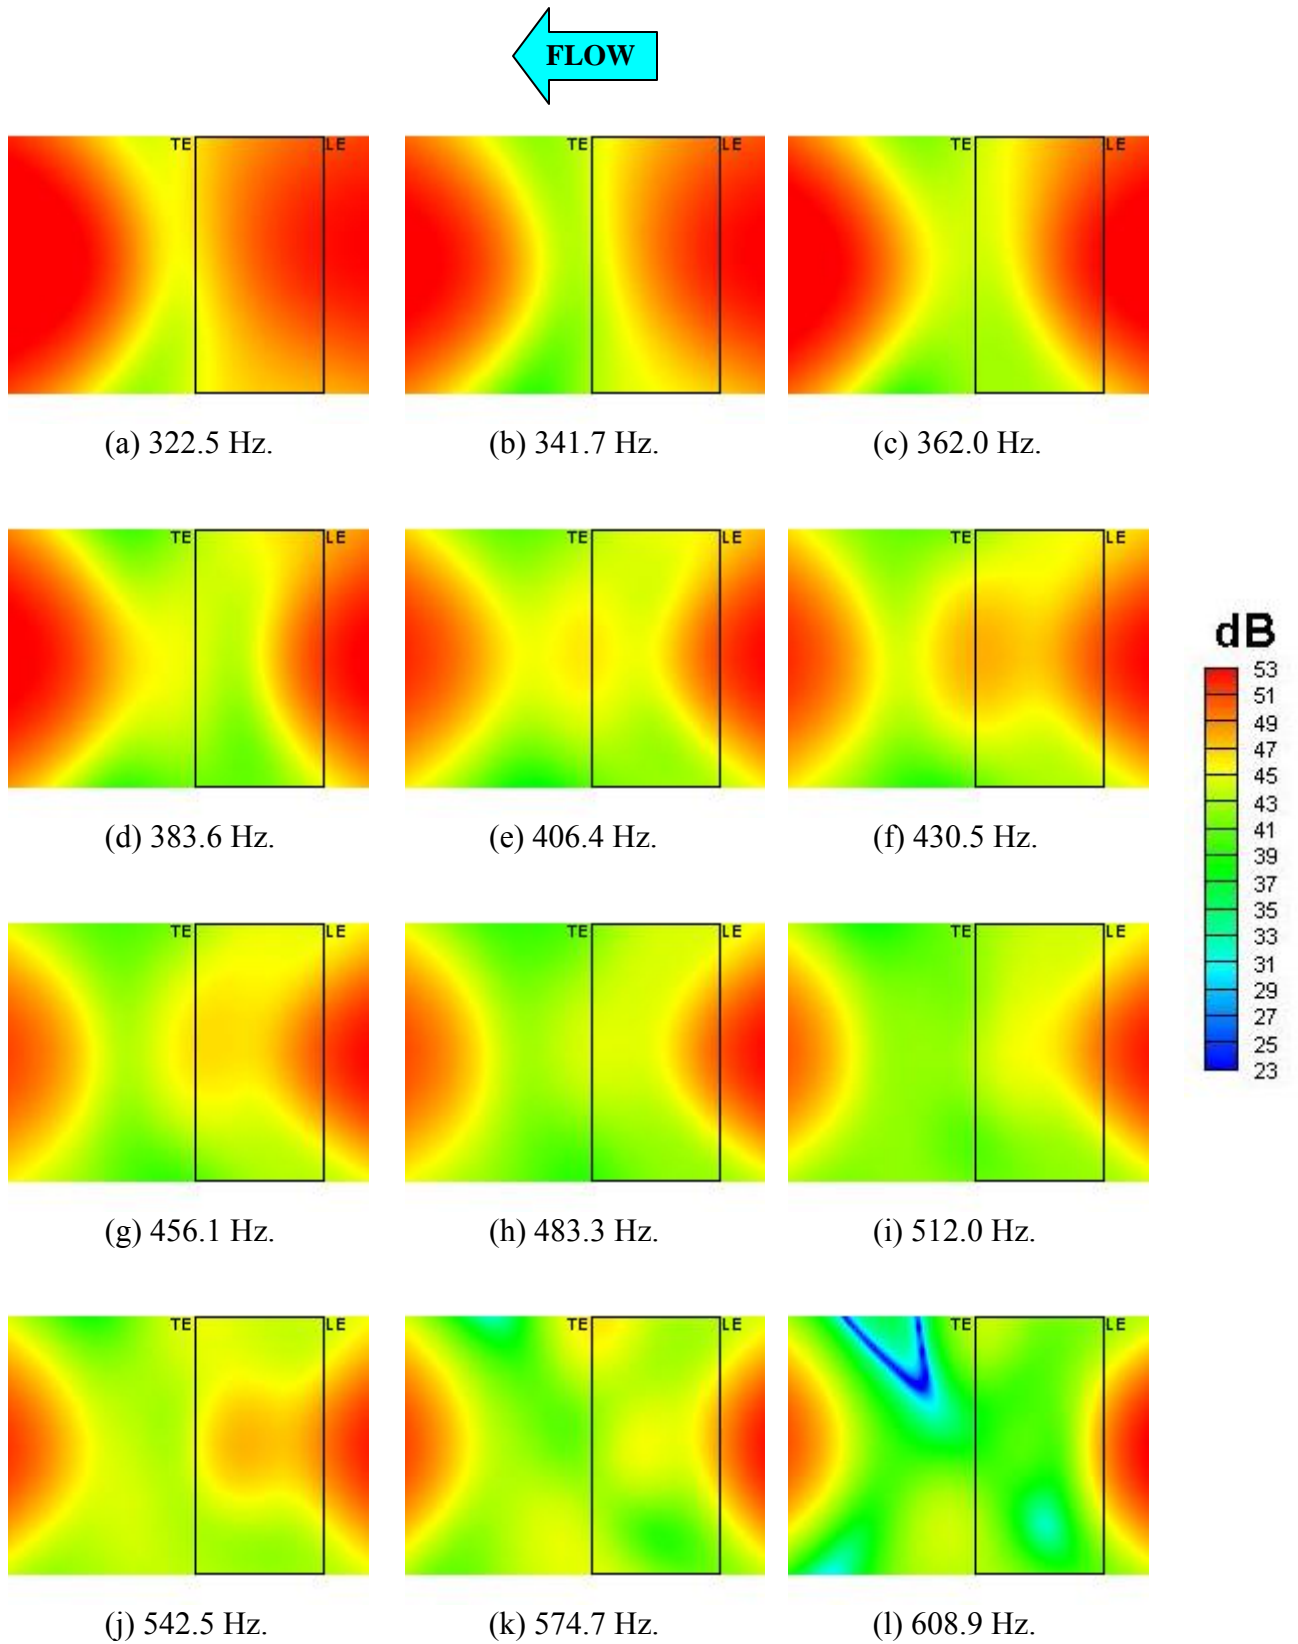 FLOW
TE LE TE LE TE LE
(a) 322.5 Hz. (b) 341.7 Hz. (c) 362.0 Hz.
TE LE TE LE TE LE
(d) 383.6 Hz. (e) 406.4 Hz. (f) 430.5 Hz.
dB
53
51
49
47
45
43
41
39
37
35
33
31
29
27
25
23
TE LE TE LE TE LE
(g) 456.1 Hz. (h) 483.3 Hz. (i) 512.0 Hz.
TE LE TE LE TE LE
(j) 542.5 Hz. (k) 574.7 Hz. (l) 608.9 Hz.